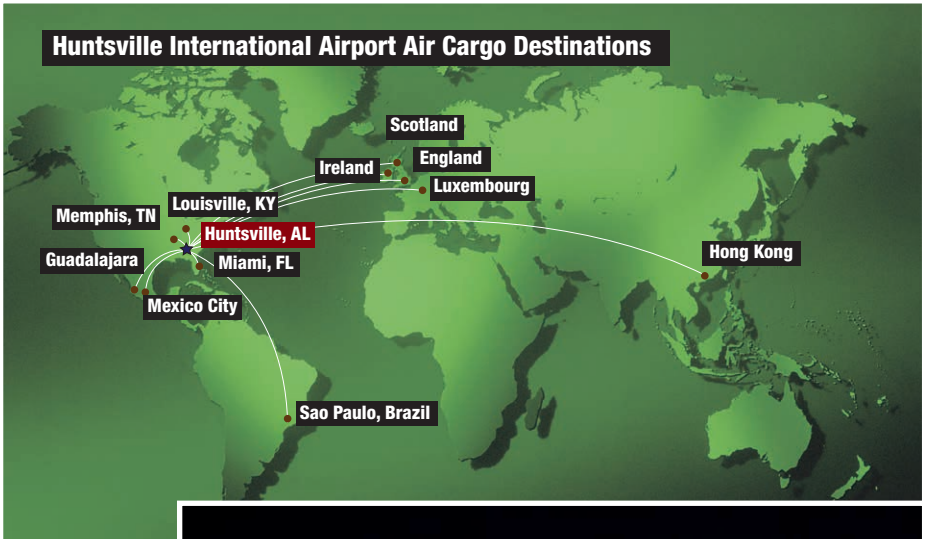 Huntsville International Airport Air Cargo Destinations
Scotland
England
Ireland
Luxembourg
Louisville, KY
Memphis, TN
Huntsville, AL
Guadalajara
Miami, FL
Hong Kong
Mexico City
Sao Paulo, Brazil